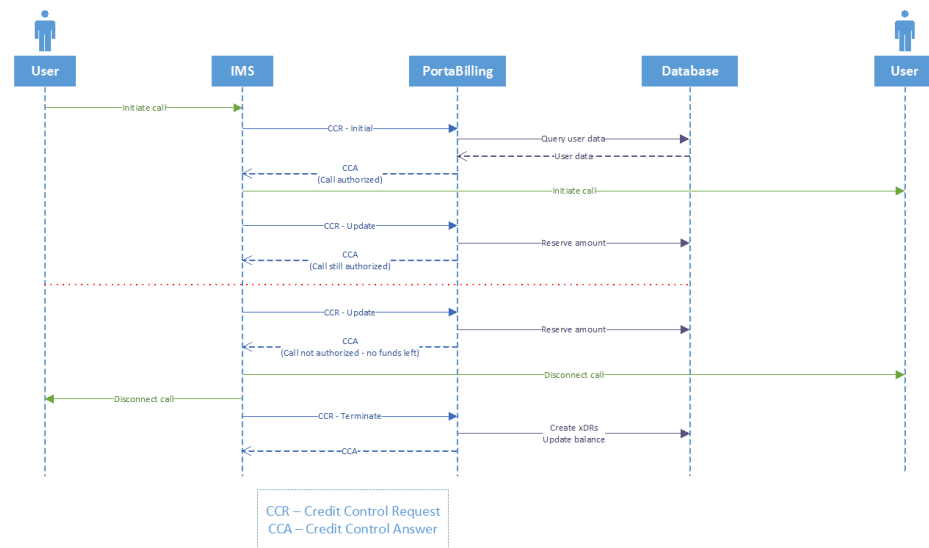 User
IMS
PortaBilling
Database
User
Initiate call
CCR - Initial
Query user data
User data
CCA
(Call authorized)
Initiate call
CCR - Update
Reserve amount
CCA
(Call still authorized)
CCR - Update
Reserve amount
CCA
(Call not authorized - no funds left)
Disconnect call
Disconnect call
CCR - Terminate
Create xDRs
Update balance
CCA
CCR – Credit Control Request
CCA – Credit Control Answer